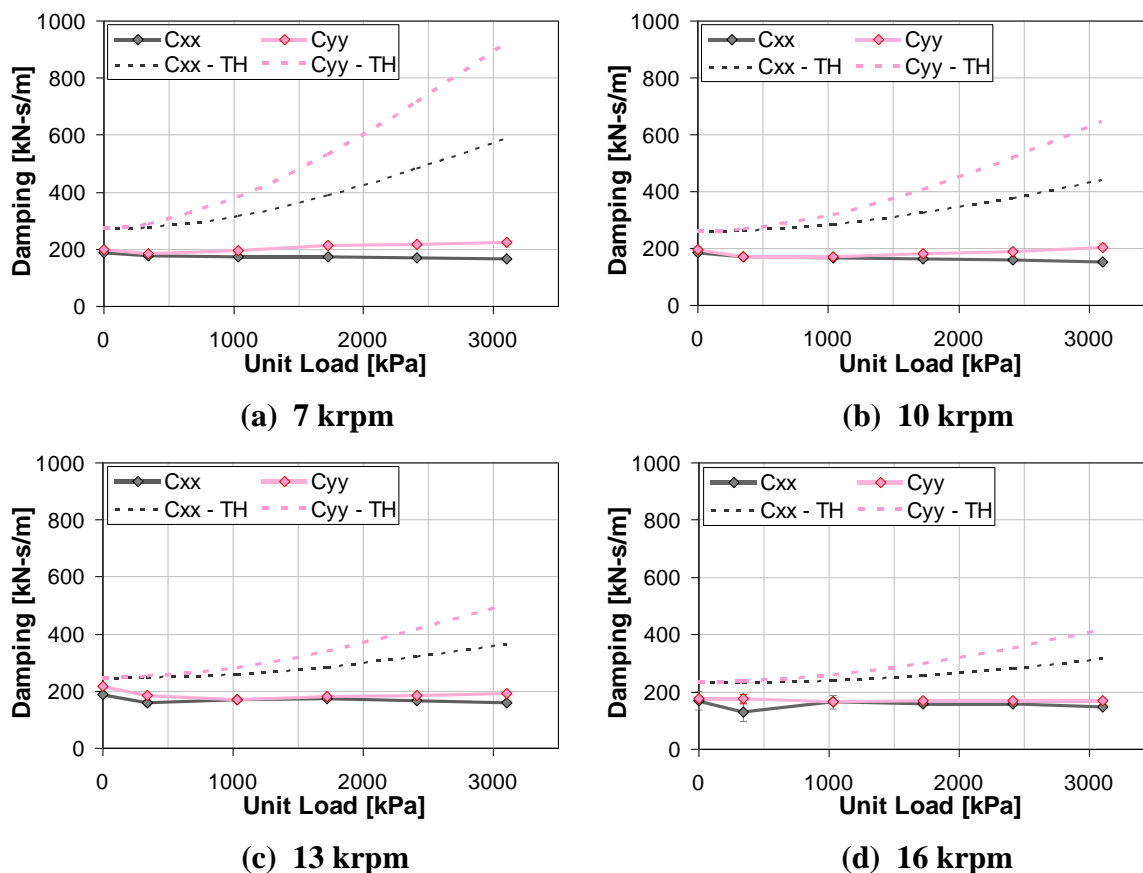 1000
800
600
400
200
0
Damping [kN-s/m]
Cxx Cyy
Cxx - TH Cyy - TH
0 1000 2000 3000
Unit Load [kPa]
(a) 7 krpm
1000
800
600
400
200
0
Damping [kN-s/m]
Cxx Cyy
Cxx - TH Cyy - TH
0 1000 2000 3000
Unit Load [kPa]
(b) 10 krpm
1000
800
600
400
200
0
Damping [kN-s/m]
Cxx Cyy
Cxx - TH Cyy - TH
0 1000 2000 3000
Unit Load [kPa]
(c) 13 krpm
1000
800
600
400
200
0
Damping [kN-s/m]
Cxx Cyy
Cxx - TH Cyy - TH
0 1000 2000 3000
Unit Load [kPa]
(d) 16 krpm